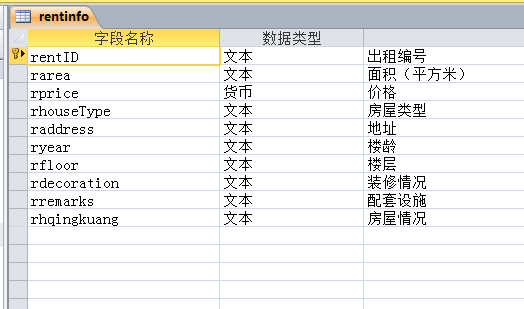 rentinfo
字段名称 数据类型
rentID 文本 出租编号
rarea 文本 面积（平方米）
rprice 货币 价格
rhouseType 文本 房屋类型
raddress 文本 地址
ryear 文本 楼龄
rfloor 文本 楼层
rdecoration 文本 装修情况
rremarks 文本 配套设施
rhqingkuang 文本 房屋情况